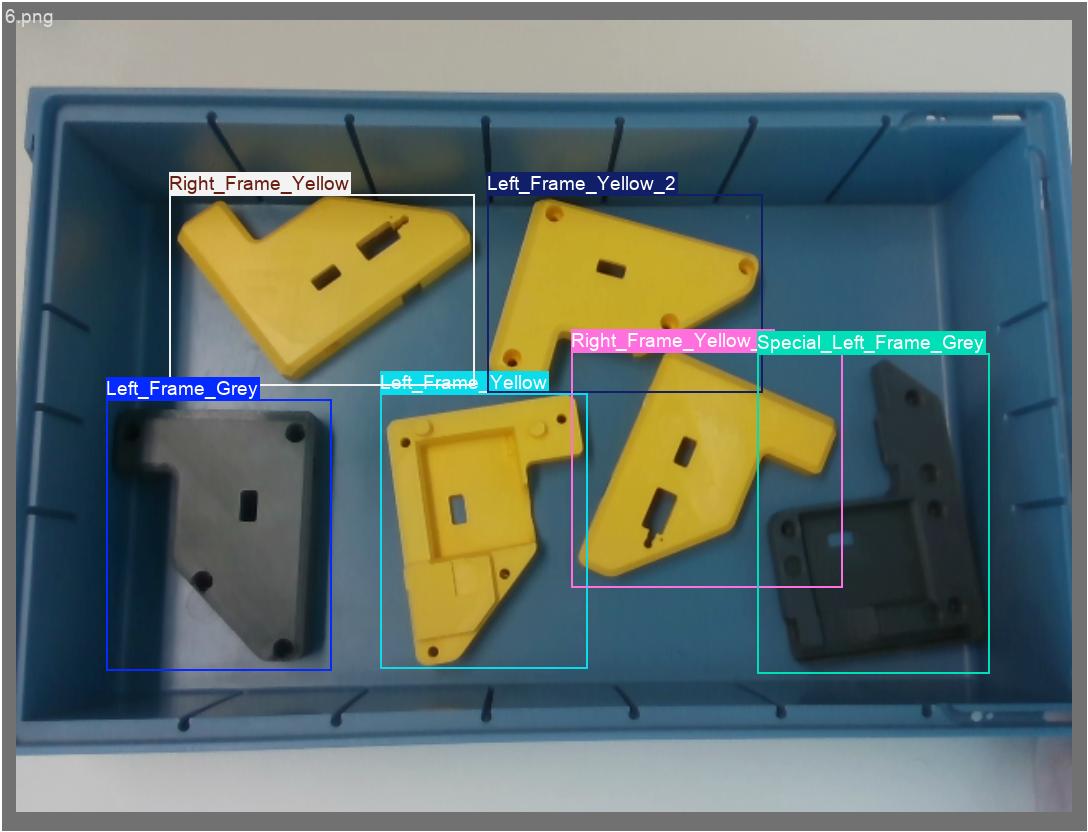 6.png
Right_Frame_Yellow
Left_Frame_Yellow_2
Right_Frame_Yellow_
Special_Left_Frame_Grey
Left_Frame_Grey
Left_Frame_Yellow